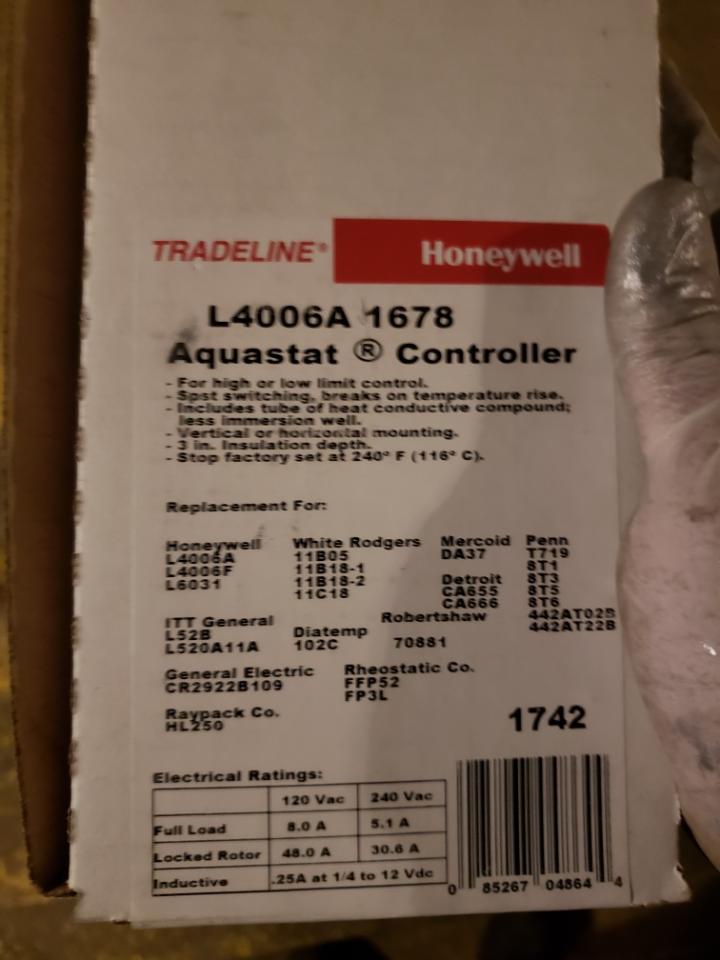 TRADELINE® Honeywell
L4006A 1678
Aquastat ® Controller
- For high or low limit control.
- Spst switching, breaks on temperature rise.
- Includes tube of heat conductive compound;
less immersion well.
- Vertical or horizontal mounting.
- 3 in. Insulation depth.
- Stop factory set at 240° F (116° C).
Replacement For:
Honeywell
L4006A
L4006F
L6031
White Rodgers
11B05
11B18-1
11B18-2
11C18
Mercoid
DA37
Detroit
CA655
CA666
Penn
T719
8T1
8T3
8T5
8T6
442AT02B
442AT22B
ITT General
L52B
L520A11A
Diatemp
102C
Robertshaw
70881
General Electric
CR2922B109
Rheostatic Co.
FFP52
FP3L
Raypack Co.
HL250
1742
Electrical Ratings:
120 Vac 240 Vac
Full Load 8.0 A 5.1 A
Locked Rotor 48.0 A 30.6 A
Inductive .25A at 1/4 to 12 Vdc
0 85267 04864 4